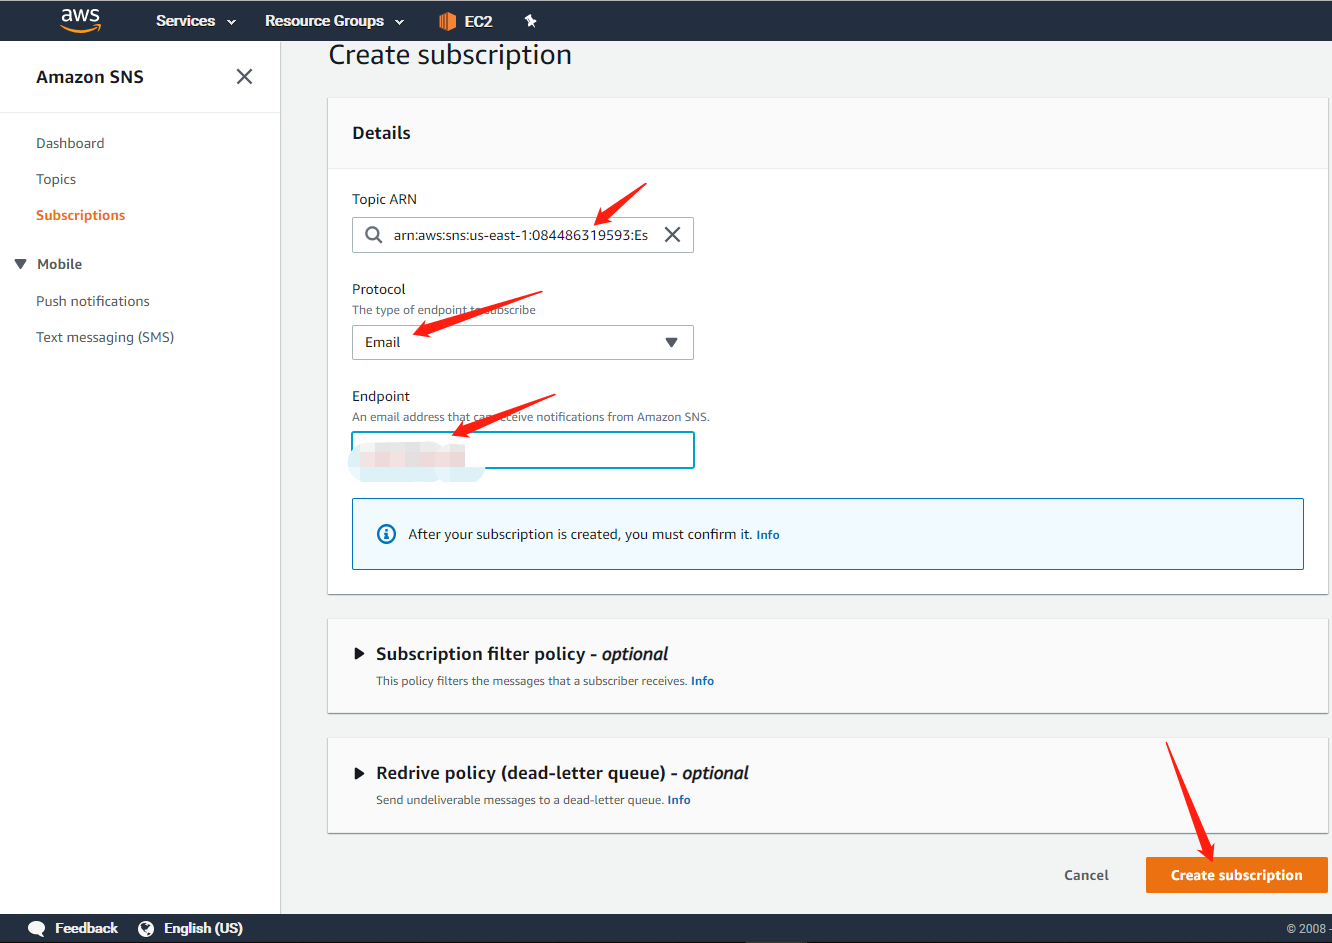 aws Services Resource Groups EC2
Create subscription
Amazon SNS
Dashboard
Topics
Subscriptions
Mobile
Push notifications
Text messaging (SMS)
Details
Topic ARN
arn:aws:sns:us-east-1:084486319593:Es
Protocol
The type of endpoint to subscribe
Email
Endpoint
An email address that can receive notifications from Amazon SNS.
After your subscription is created, you must confirm it. Info
Subscription filter policy - optional
This policy filters the messages that a subscriber receives. Info
Redrive policy (dead-letter queue) - optional
Send undeliverable messages to a dead-letter queue. Info
Cancel Create subscription
Feedback English (US) © 2008 -